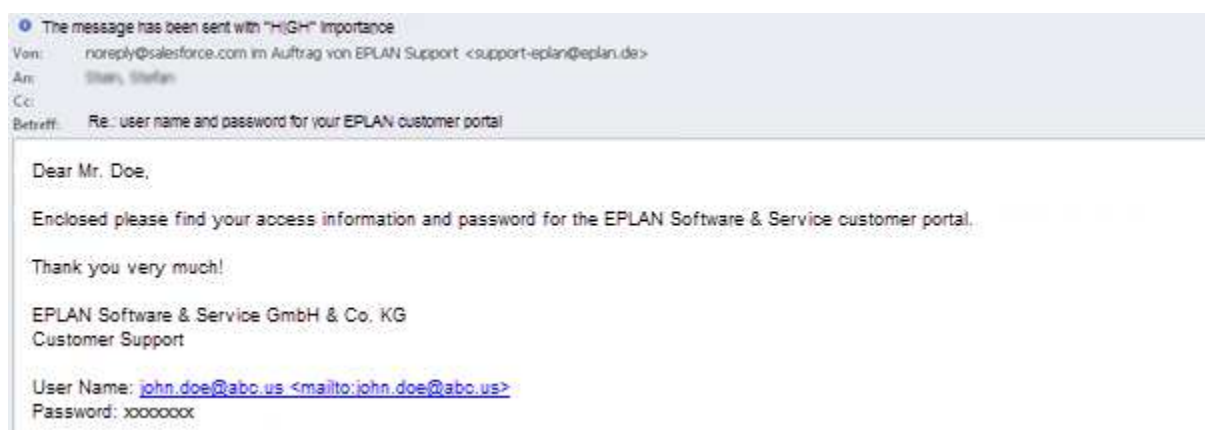 The message has been sent with "HIGH" Importance
Von: noreply@salesforce.com im Auftrag von EPLAN Support <support-eplan@eplan.de>
An:
Cc:
Betreff: Re.: user name and password for your EPLAN customer portal
Dear Mr. Doe,
Enclosed please find your access information and password for the EPLAN Software & Service customer portal.
Thank you very much!
EPLAN Software & Service GmbH & Co. KG
Customer Support
User Name: john.doe@abc.us <mailto:john.doe@abc.us>
Password: xxxxxxx